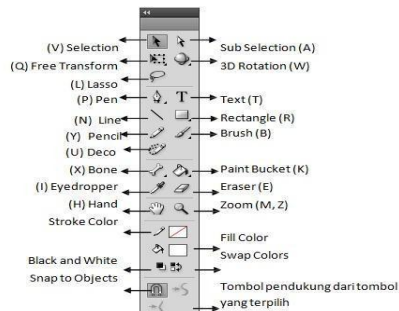 (V) Selection
Sub Selection (A)
(Q) Free Transform
3D Rotation (W)
(L) Lasso
(P) Pen
T
Text (T)
(N) Line
Rectangle (R)
(Y) Pencil
Brush (B)
(U) Deco
(X) Bone
Paint Bucket (K)
(I) Eyedropper
Eraser (E)
(H) Hand
Zoom (M, Z)
Stroke Color
Fill Color
Swap Colors
Black and White
Snap to Objects
Tombol pendukung dari tombol
yang terpilih